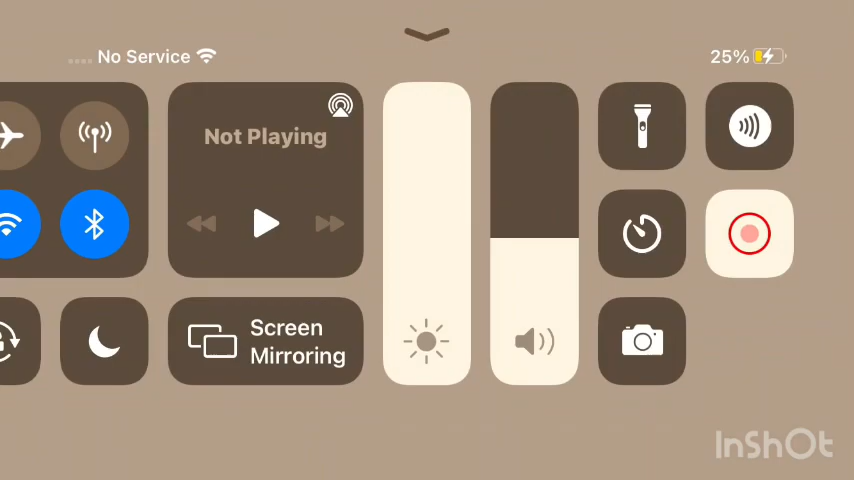 No Service
25%
Not Playing
Screen
Mirroring
InShOt